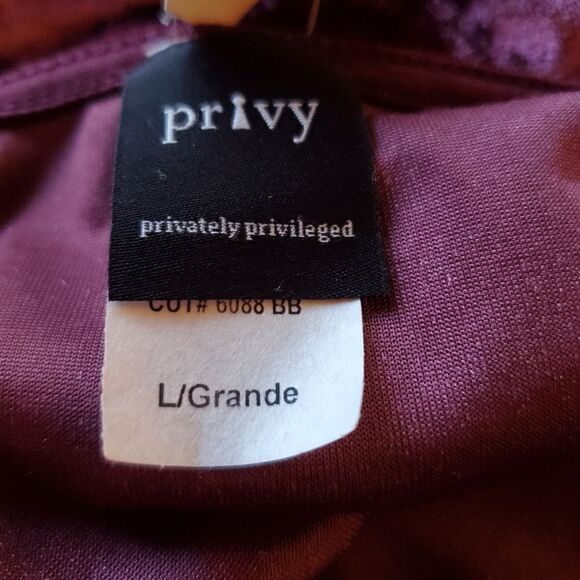 privy
privately privileged
CUT# 6088 BB
L/Grande